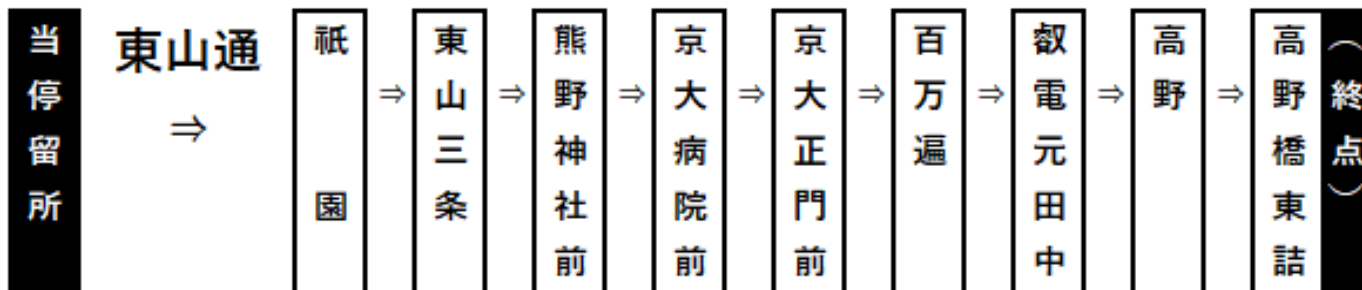 当停留所
東山通
⇒
祇園
⇒
東山三条
⇒
熊野神社前
⇒
京大病院前
⇒
京大正門前
⇒
百万遍
⇒
叡電元田中
⇒
高野
⇒
高野橋東詰
（終点）